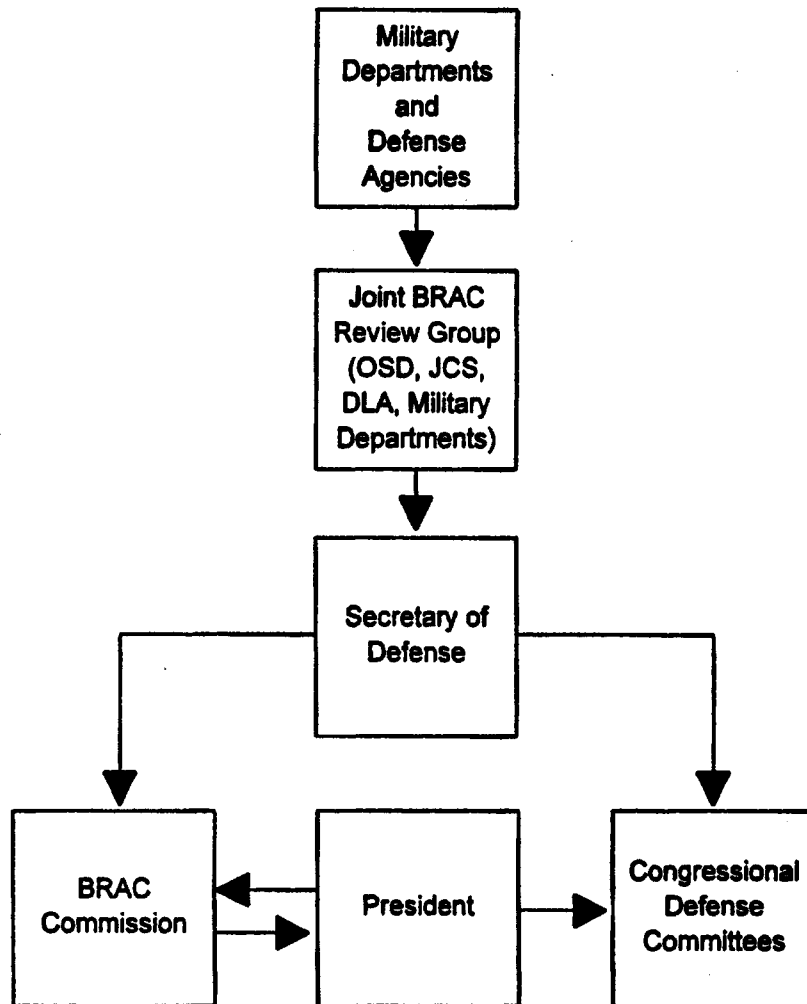 Military
Departments
and
Defense
Agencies
Joint BRAC
Review Group
(OSD, JCS,
DLA, Military
Departments)
Secretary of
Defense
BRAC
Commission
President
Congressional
Defense
Committees